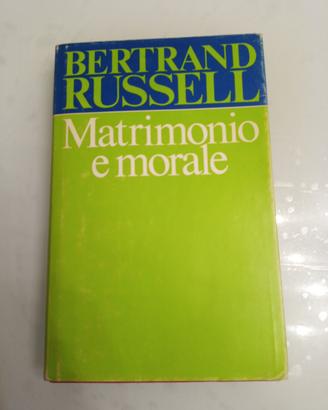 BERTRAND
RUSSELL
Matrimonio
e morale